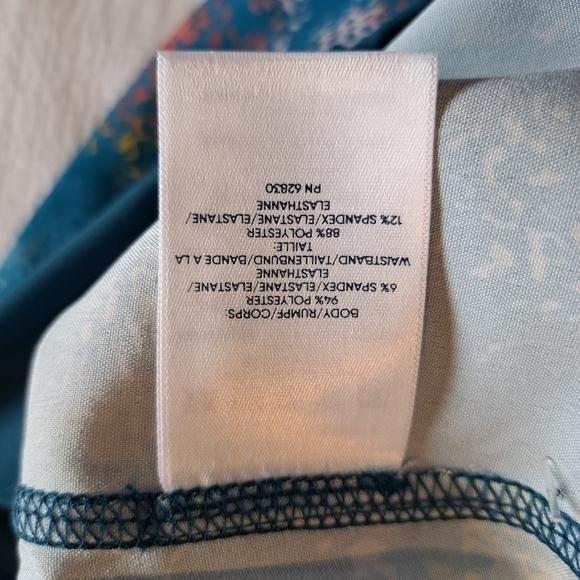 BODY/RUMPF/CORPS:
94% POLYESTER
6% SPANDEX/ELASTANE/ELASTANE/
ELASTHANNE
WAISTBAND/TAILLENBUND/BANDE A LA
TAILLE:
88% POLYESTER
12% SPANDEX/ELASTANE/ELASTANE/
ELASTHANNE
PN 62830